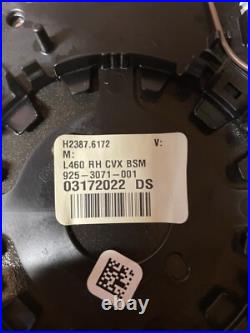 H2387.6172 V:
M:
L460 RH CVX BSM
925-3071-001
03172022 DS